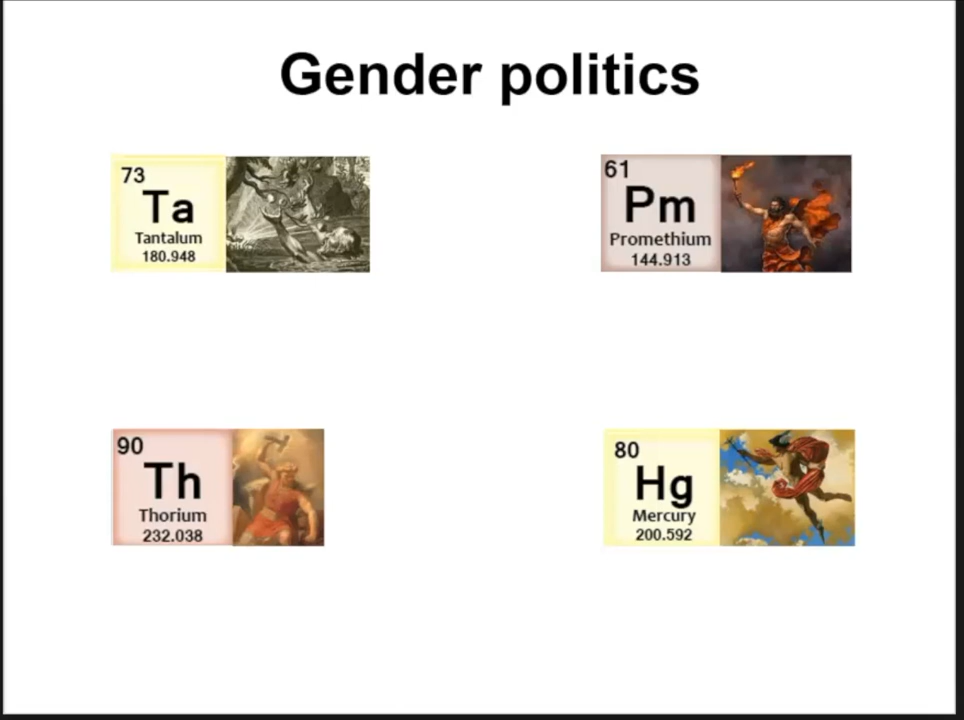 Gender politics
73
Ta
Tantalum
180.948
61
Pm
Promethium
144.913
90
Th
Thorium
232.038
80
Hg
Mercury
200.592